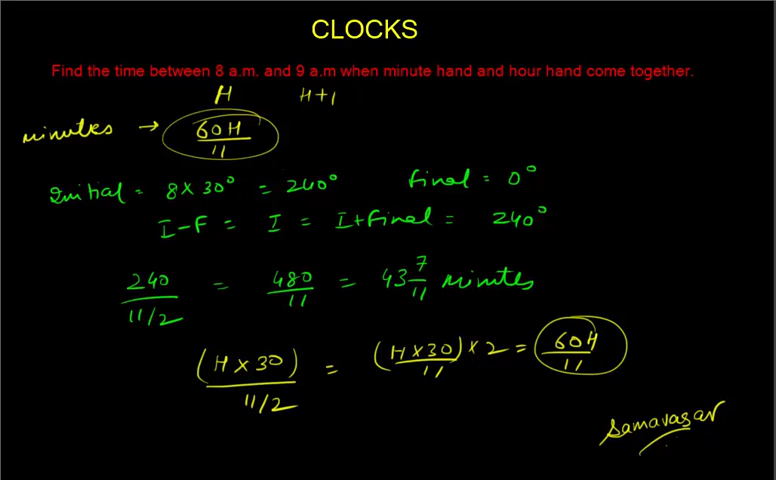 CLOCKS
Find the time between 8 a.m. and 9 a.m when minute hand and hour hand come together.
H H+1
minutes → 60H/11
Initial = 8 x 30° = 240° final = 0°
I-F = I = I+final = 240°
240/11/2 = 480/11 = 43 7/11 minutes
(H x 30)/11/2 = (H x 30)/11 x 2 = 60H/11
Samavasar